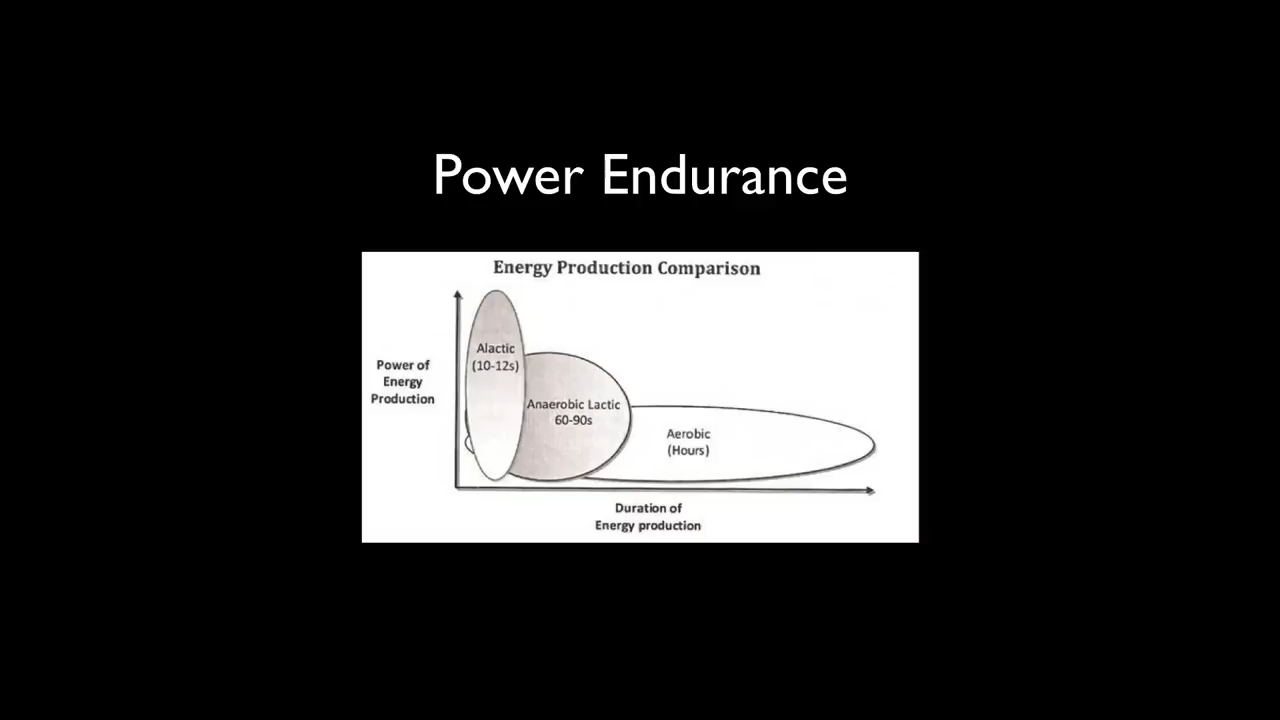 Power Endurance
Energy Production Comparison
Alactic
(10-12s)
Power of
Energy
Production
Anaerobic Lactic
60-90s
Aerobic
(Hours)
Duration of
Energy production